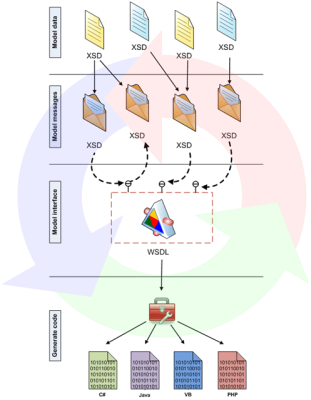 Model data
XSD
XSD
XSD
XSD
Model messages
XSD
XSD
XSD
XSD
Model interface
WSDL
Generate code
C#
Java
VB
PHP